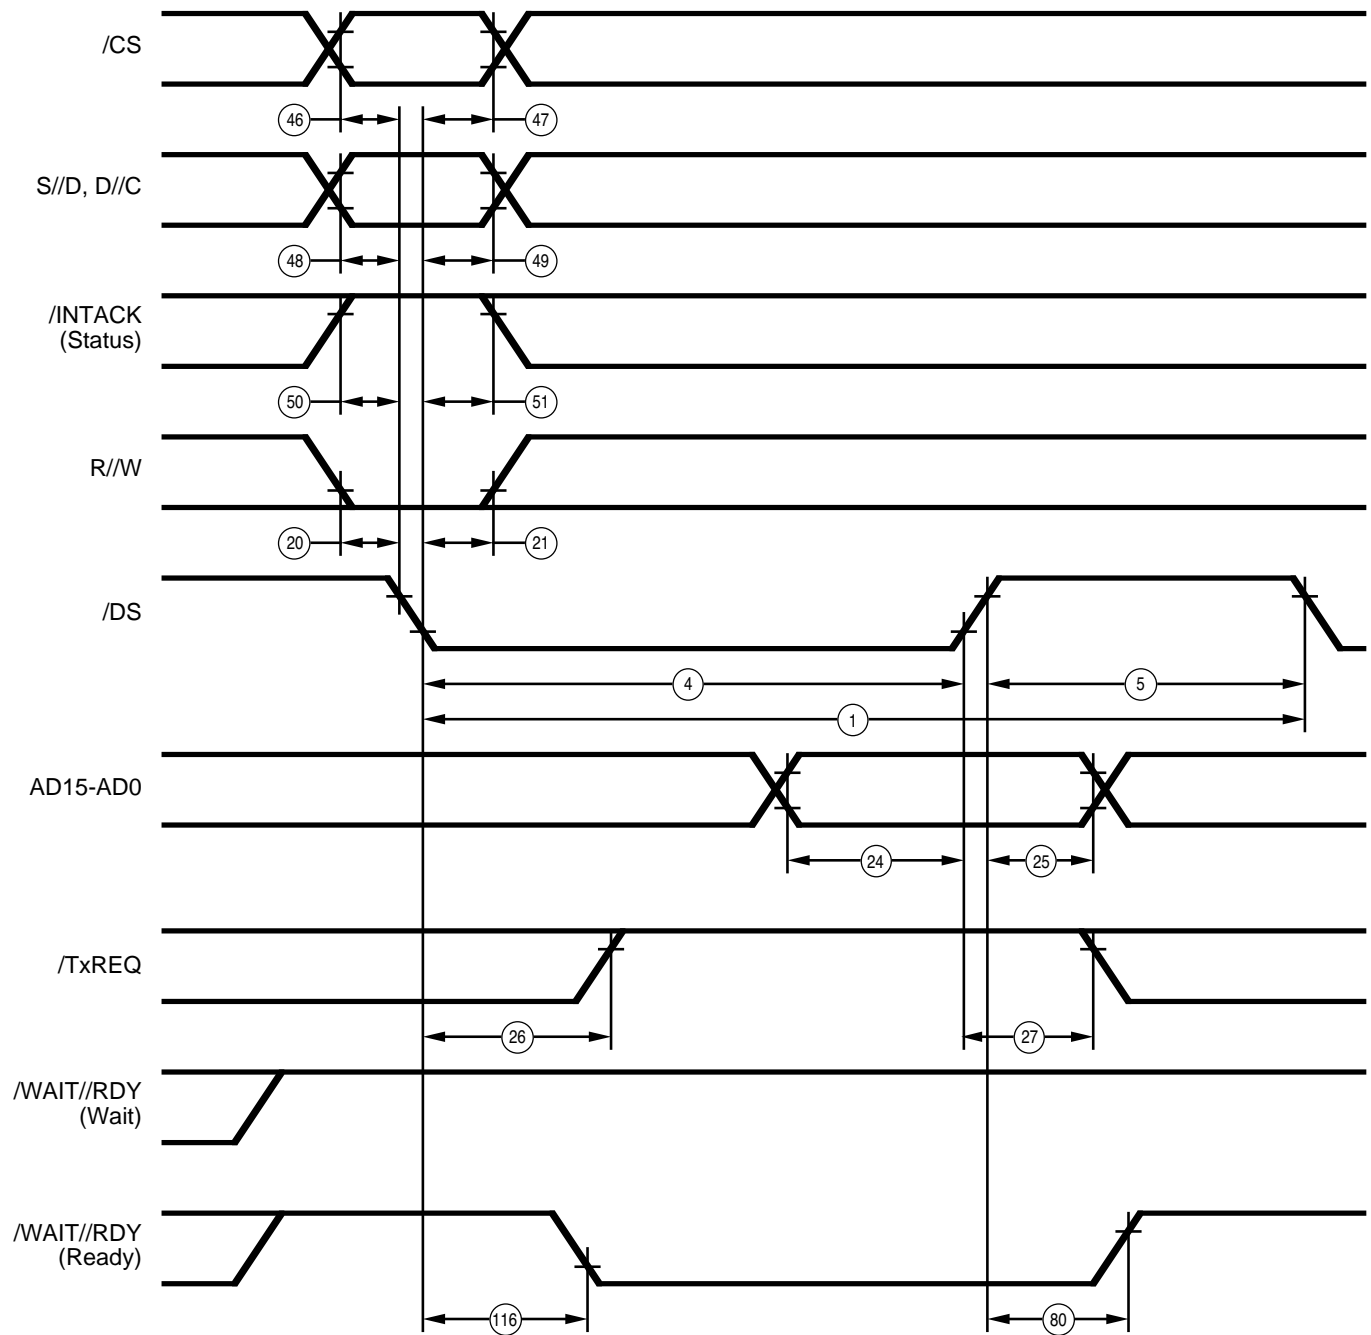 /CS
46
47
S//D, D//C
48
49
/INTACK
(Status)
50
51
R//W
20
21
/DS
4
5
1
AD15-AD0
24
25
/TxREQ
26
27
/WAIT//RDY
(Wait)
/WAIT//RDY
(Ready)
116
80